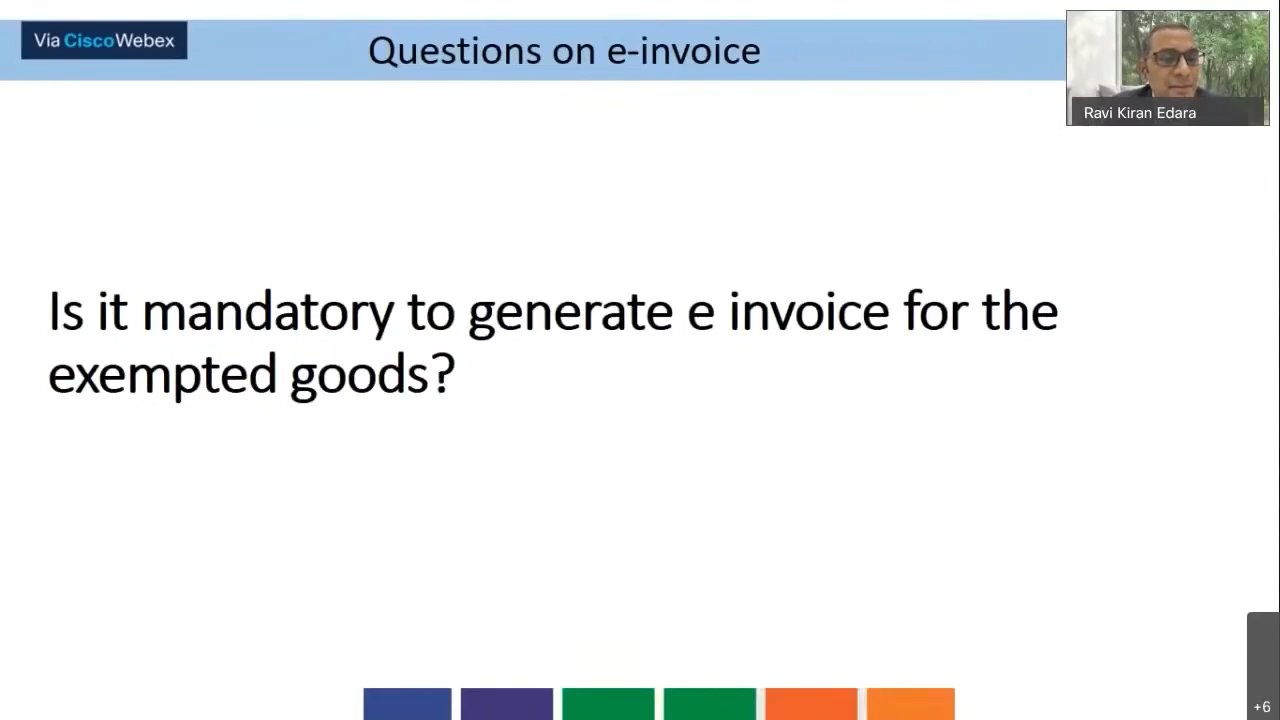 Via CiscoWebex
Questions on e-invoice
Ravi Kiran Edara
Is it mandatory to generate e invoice for the
exempted goods?
+6